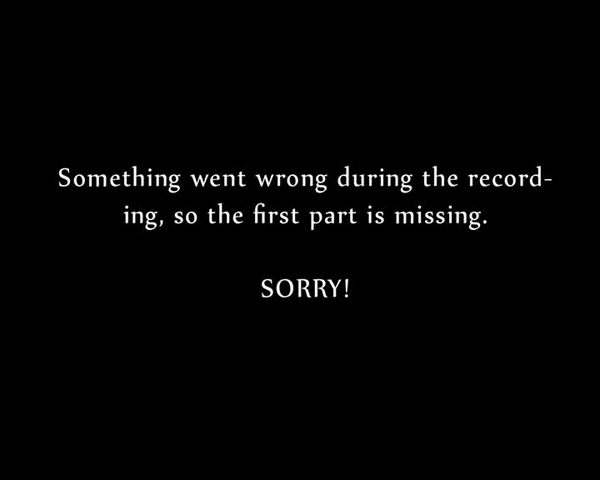 Something went wrong during the record-
ing, so the first part is missing.
SORRY!